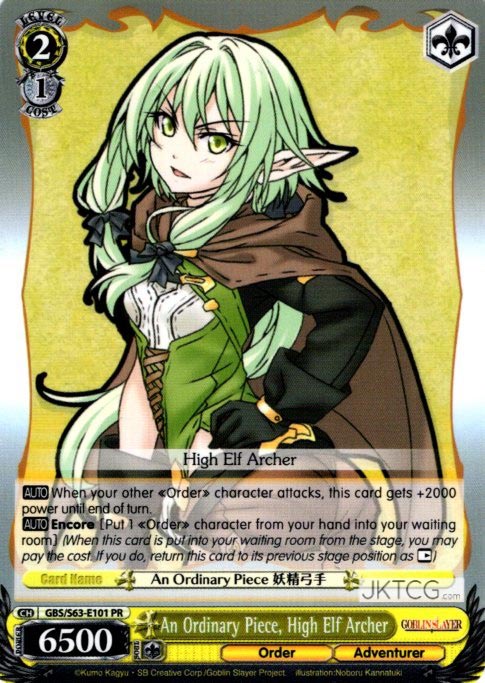 LEVEL
2
1
COST
High Elf Archer
AUTO When your other «Order» character attacks, this card gets +2000
power until end of turn.
AUTO Encore [Put 1 «Order» character from your hand into your waiting
room] (When this card is put into your waiting room from the stage, you may
pay the cost. If you do, return this card to its previous stage position as )
Card Name An Ordinary Piece 妖精弓手
JKTCG.com
CH GBS/S63-E101 PR
An Ordinary Piece, High Elf Archer
GOBLIN SLAYER
POWER 6500 SOUL
Order Adventurer
©Kumo Kagyu・SB Creative Corp./Goblin Slayer Project. illustration:Noboru Kannatuki